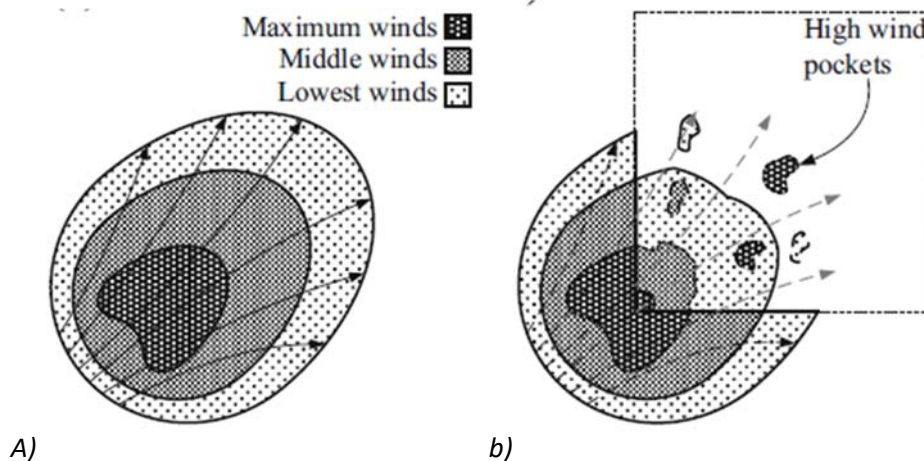 Maximum winds
Middle winds
Lowest winds
High wind
pockets
A)
b)